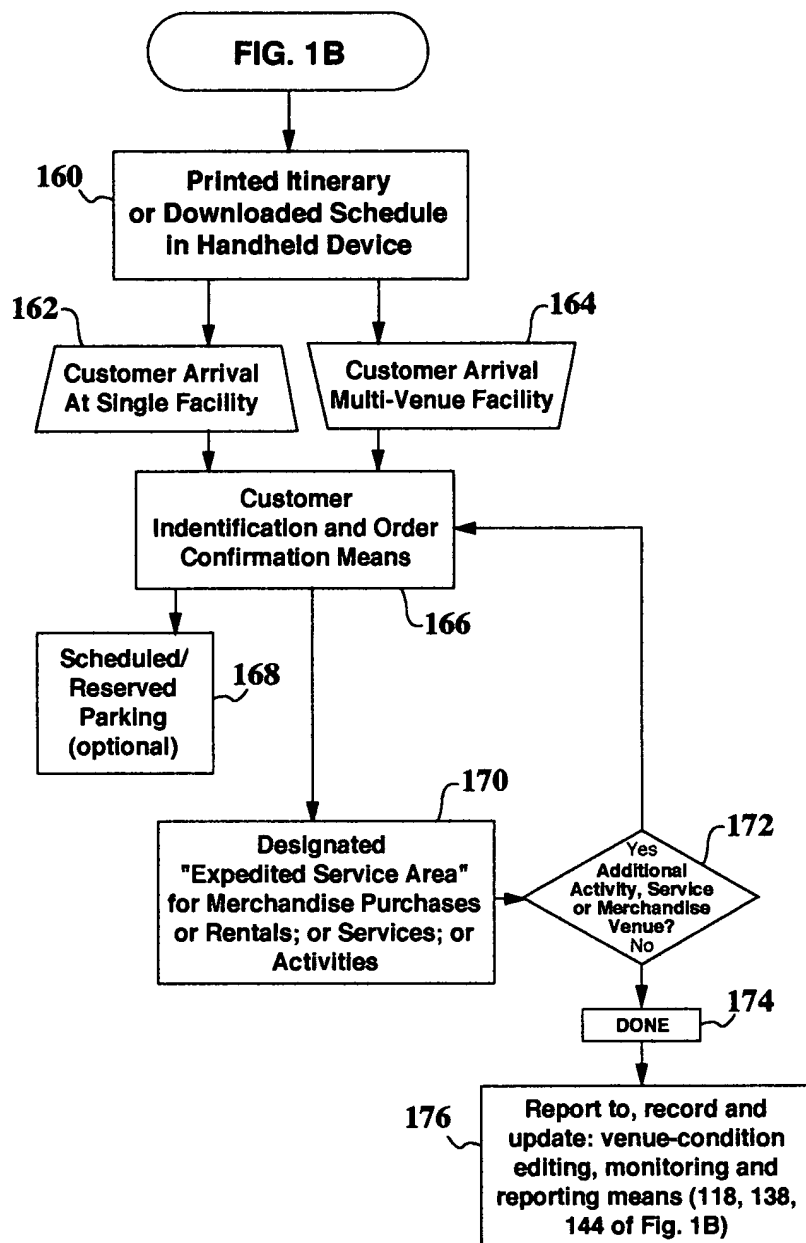 FIG. 1B
160
Printed Itinerary
or Downloaded Schedule
in Handheld Device
162
164
Customer Arrival
At Single Facility
Customer Arrival
Multi-Venue Facility
Customer
Indentification and Order
Confirmation Means
166
Scheduled/
Reserved
Parking
(optional)
168
170
Designated
"Expedited Service Area"
for Merchandise Purchases
or Rentals; or Services; or
Activities
172
Yes
Additional
Activity, Service
or Merchandise
Venue?
No
174
DONE
176
Report to, record and
update: venue-condition
editing, monitoring and
reporting means (118, 138,
144 of Fig. 1B)